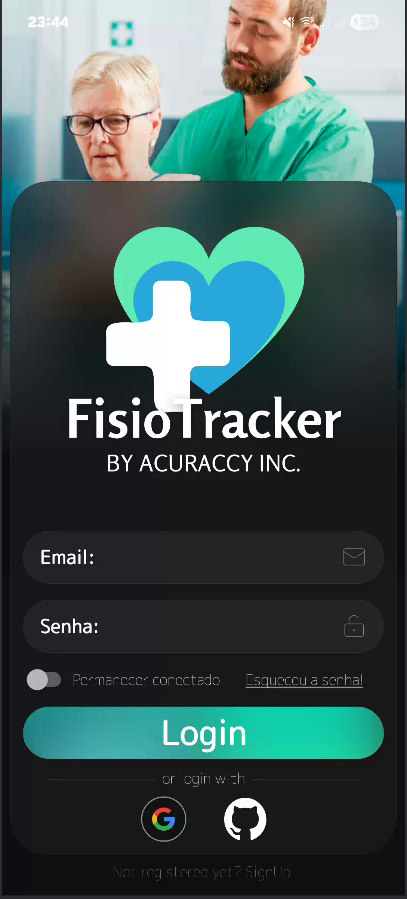 23:44
FisioTracker
BY ACURACCY INC.
Email:
Senha:
Permanecer conectado Esqueceu a senha!
Login
or login with
Not registered yet? SignUp